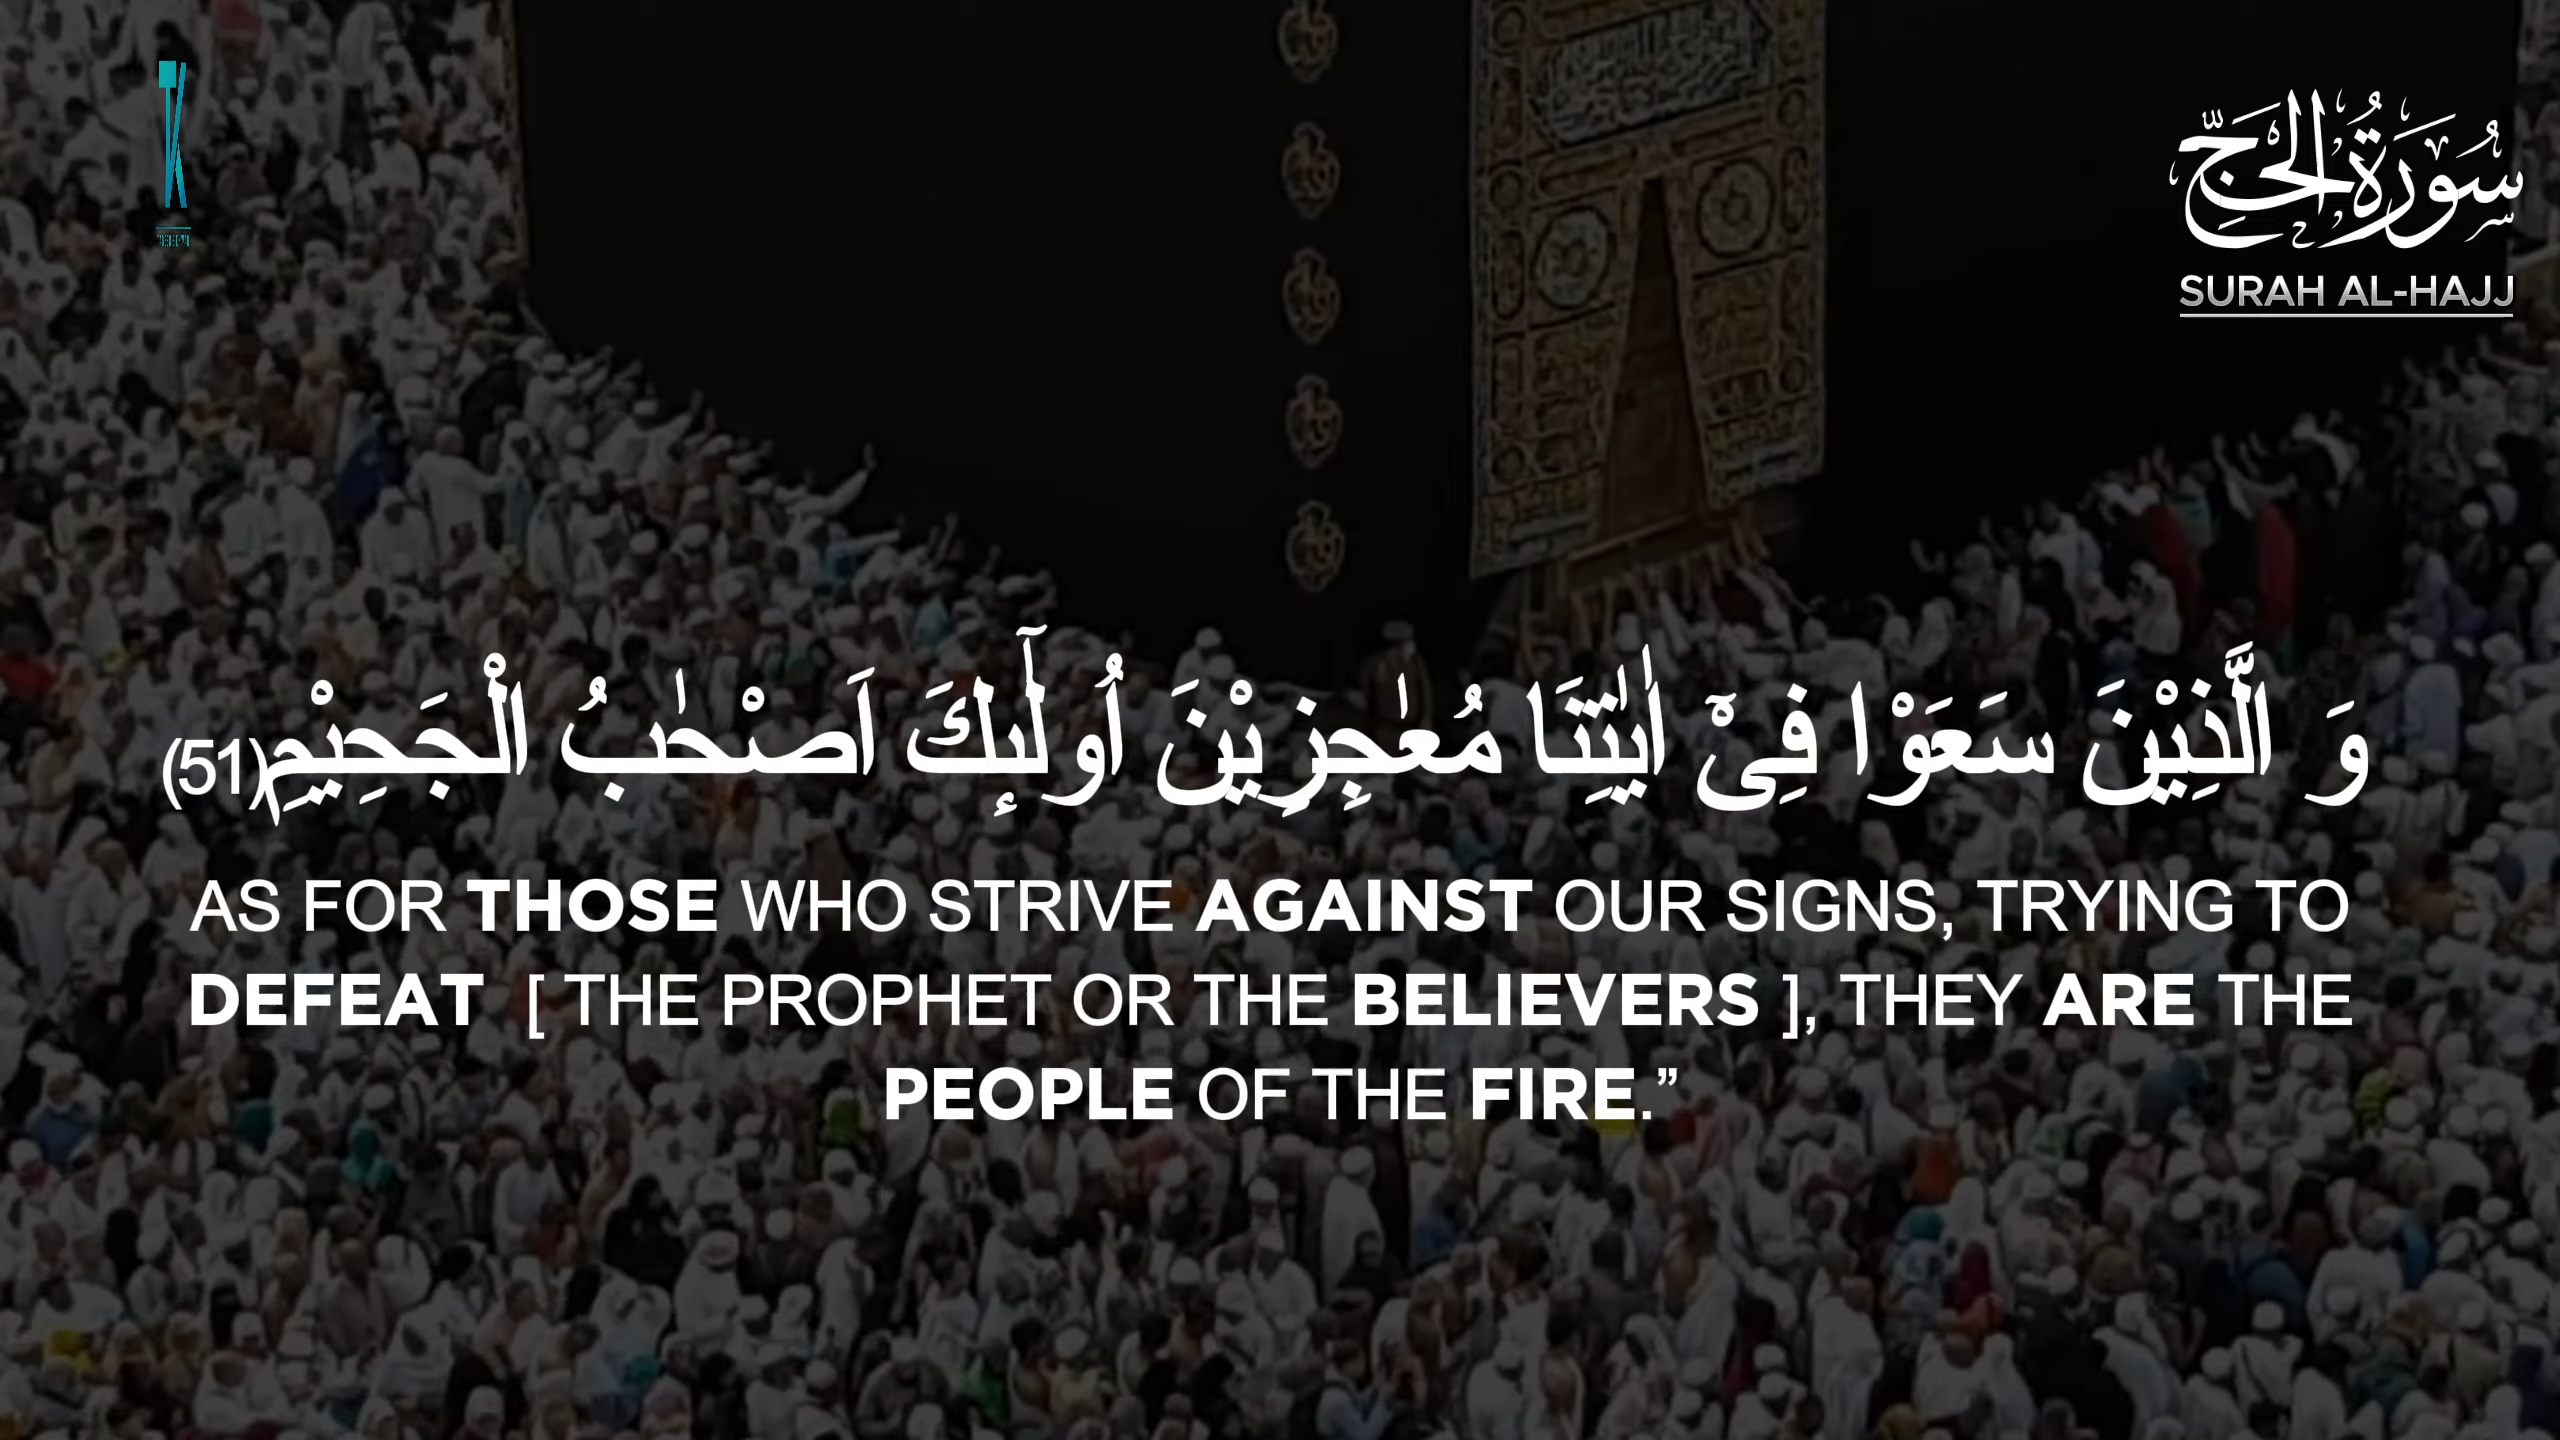 سُورَةُ الْحَجِّ
SURAH AL-HAJJ
وَ الَّذِیْنَ سَعَوْا فِیْۤ اٰیٰتِنَا مُعٰجِزِیْنَ اُولٰٓىٕكَ اَصْحٰبُ الْجَحِیْمِ(51)
AS FOR THOSE WHO STRIVE AGAINST OUR SIGNS, TRYING TO
DEFEAT [ THE PROPHET OR THE BELIEVERS ], THEY ARE THE
PEOPLE OF THE FIRE.”